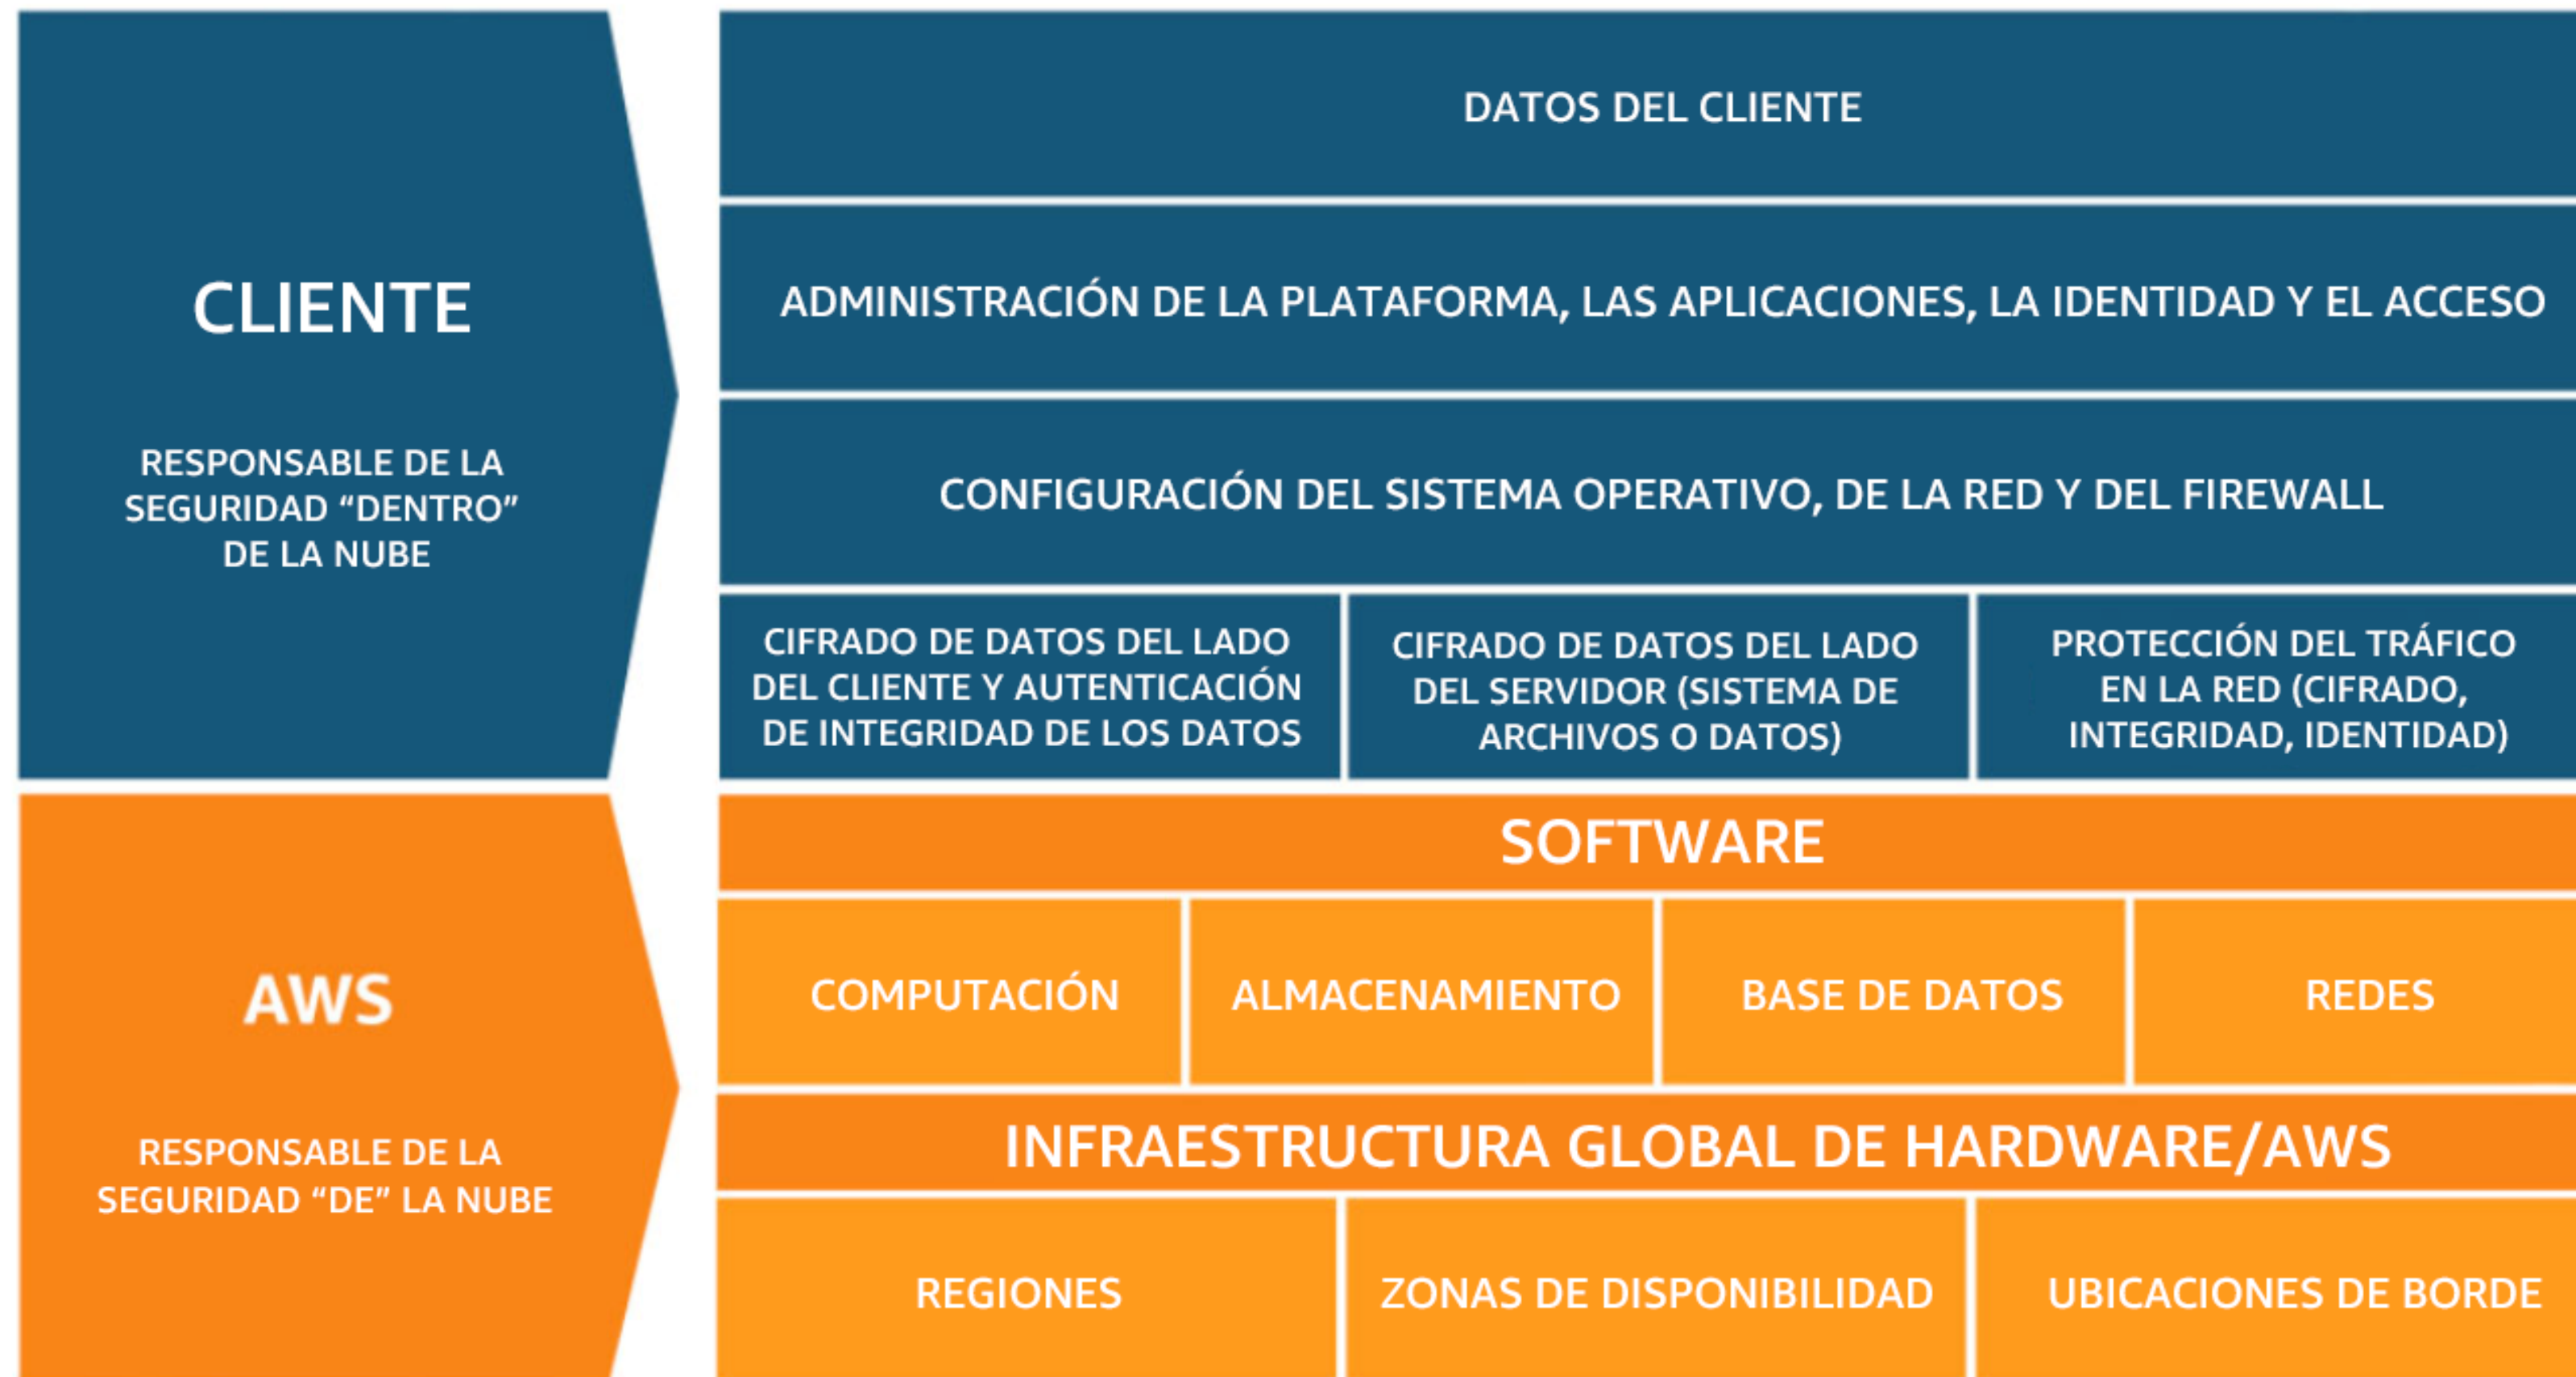 CLIENTE
RESPONSABLE DE LA
SEGURIDAD “DENTRO”
DE LA NUBE
DATOS DEL CLIENTE
ADMINISTRACIÓN DE LA PLATAFORMA, LAS APLICACIONES, LA IDENTIDAD Y EL ACCESO
CONFIGURACIÓN DEL SISTEMA OPERATIVO, DE LA RED Y DEL FIREWALL
CIFRADO DE DATOS DEL LADO
DEL CLIENTE Y AUTENTICACIÓN
DE INTEGRIDAD DE LOS DATOS
CIFRADO DE DATOS DEL LADO
DEL SERVIDOR (SISTEMA DE
ARCHIVOS O DATOS)
PROTECCIÓN DEL TRÁFICO
EN LA RED (CIFRADO,
INTEGRIDAD, IDENTIDAD)
AWS
RESPONSABLE DE LA
SEGURIDAD “DE” LA NUBE
SOFTWARE
COMPUTACIÓN
ALMACENAMIENTO
BASE DE DATOS
REDES
INFRAESTRUCTURA GLOBAL DE HARDWARE/AWS
REGIONES
ZONAS DE DISPONIBILIDAD
UBICACIONES DE BORDE